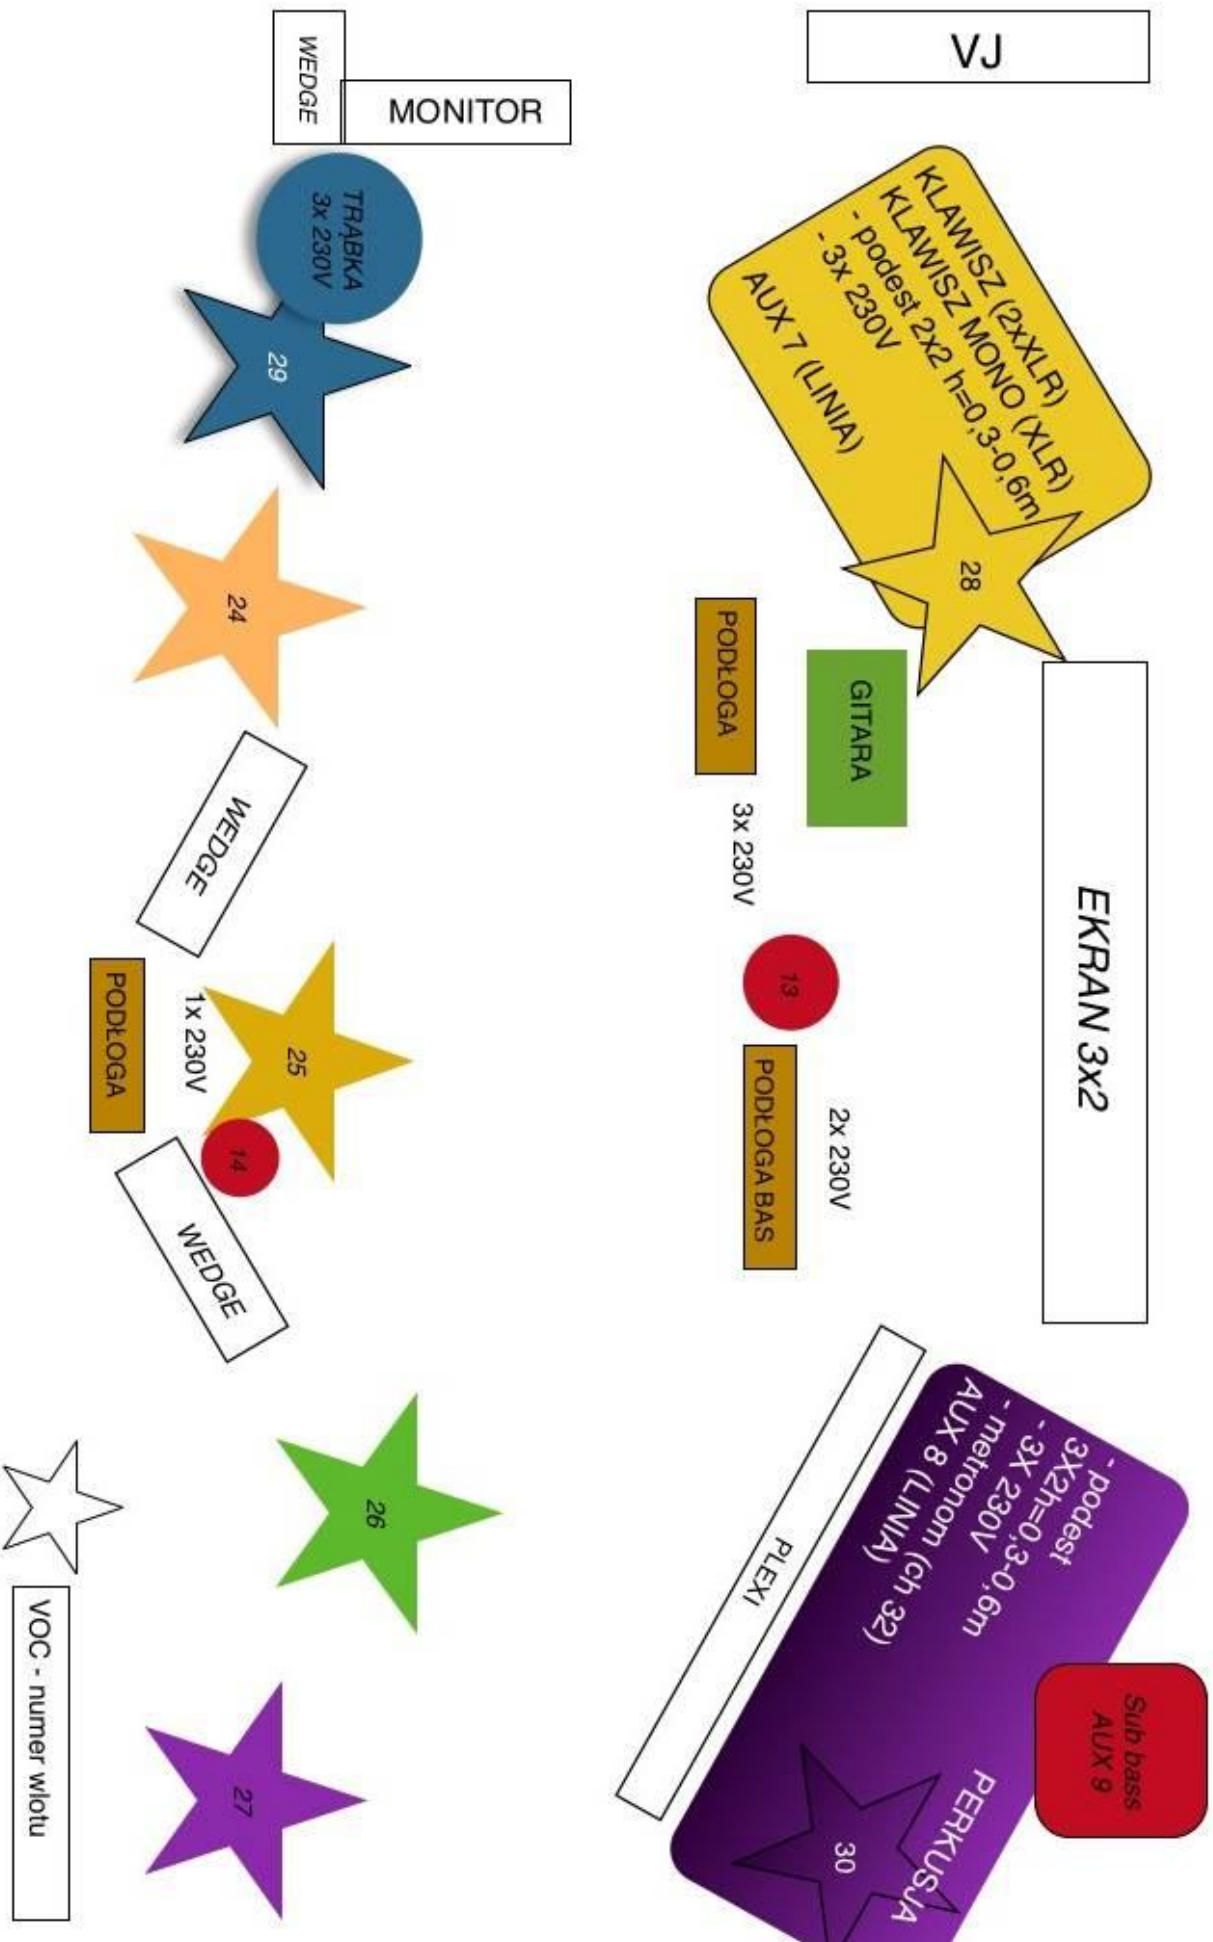 VJ
WEDGE
MONITOR
TRĄBKA
3x 230V
29
KLAWISZ (2xXLR)
KLAWISZ MONO (XLR)
- podest 2x2 h=0,3-0,6m
- 3x 230V
AUX 7 (LINIA)
28
24
PODŁOGA
GITARA
3x 230V
EKRAN 3x2
WEDGE
13
PODŁOGA BAS
2x 230V
25
1x 230V
PODŁOGA
14
WEDGE
- podest
3X2h=0,3-0,6m
- 3X 230V
- metronom (ch 32)
AUX 8 (LINIA)
PLEXI
Sub bass
AUX 9
PERKUSJA
30
26
27
VOC - numer wlotu